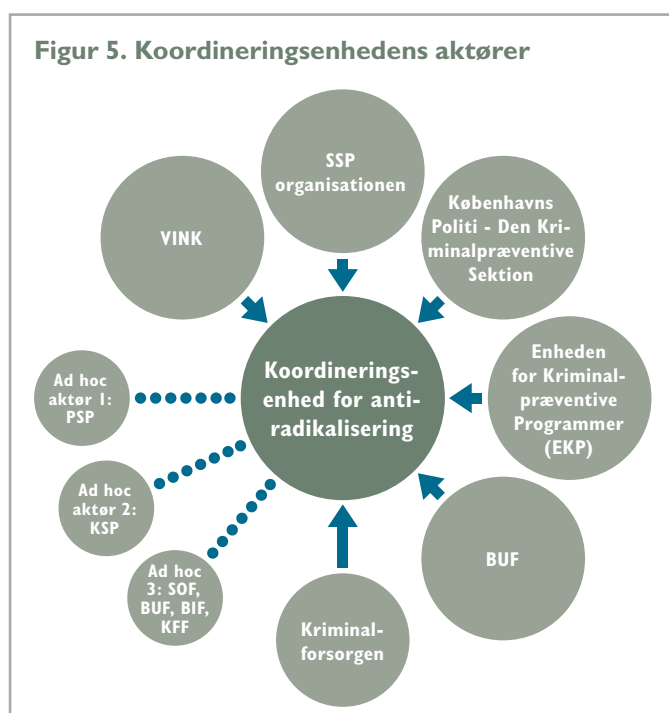 Figur 5. Koordineringsenhedens aktører
SSP
organisationen
VINK
Københavns
Politi - Den Kri-
minalpræventive
Sektion
Koordinerings-
enhed for anti-
radikalisering
Enheden
for Kriminal-
præventive
Programmer
(EKP)
Ad hoc
aktør 1:
PSP
Ad hoc
aktør 2:
KSP
Ad hoc
3: SOF,
BUF, BIF,
KFF
BUF
Kriminal-
forsorgen